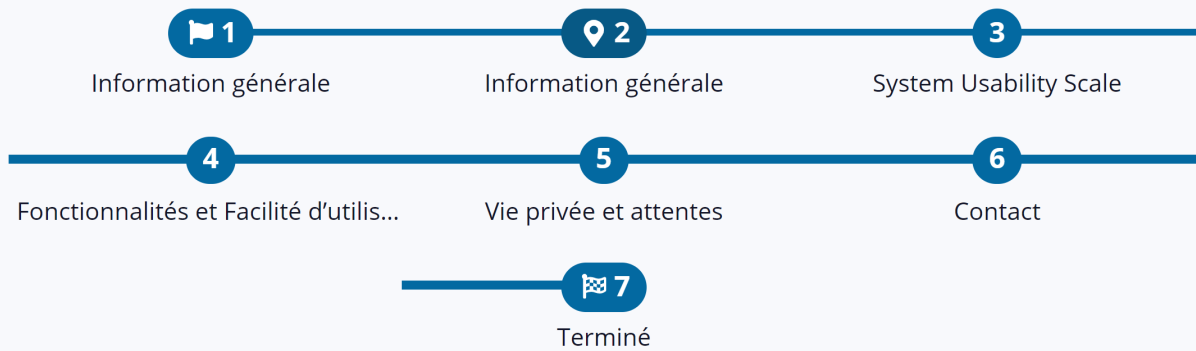 1 2 3
Information générale Information générale System Usability Scale
4 5 6
Fonctionnalités et Facilité d’utilis... Vie privée et attentes Contact
7
Terminé